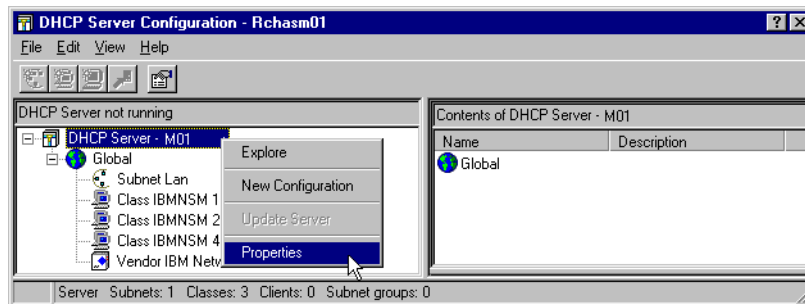 DHCP Server Configuration - Rchasm01
File Edit View Help
DHCP Server not running
Contents of DHCP Server - M01
DHCP Server - M01
Global
Subnet Lan
Class IBMNSM 1
Class IBMNSM 2
Class IBMNSM 4
Vendor IBM Netw
Explore
New Configuration
Update Server
Properties
Name Description
Global
Server Subnets: 1 Classes: 3 Clients: 0 Subnet groups: 0